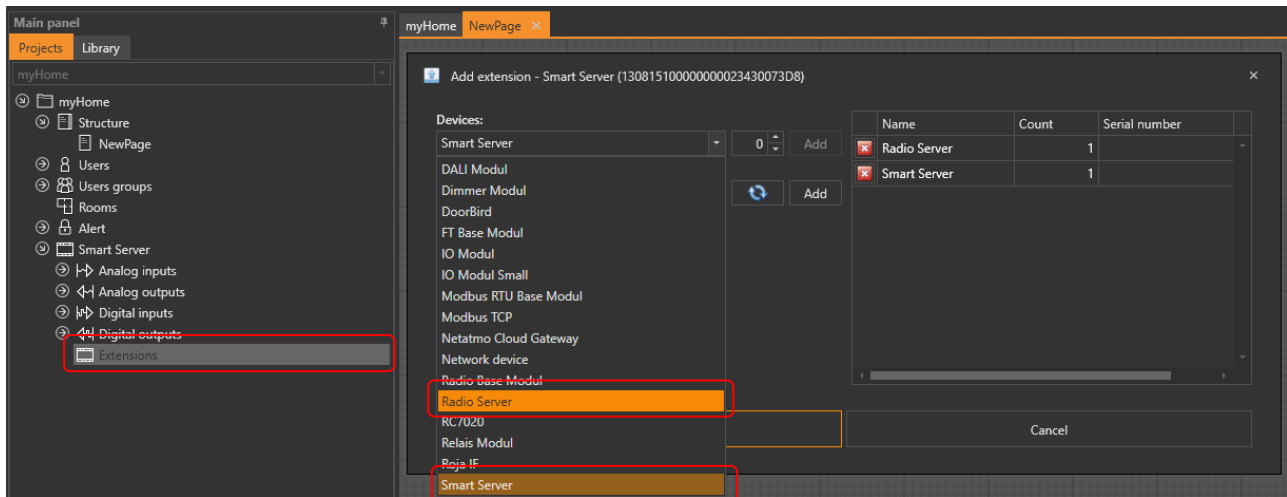 Main panel
Projects Library
myHome
myHome
Structure
NewPage
Users
Users groups
Rooms
Alert
Smart Server
Analog inputs
Analog outputs
Digital inputs
Digital outputs
Extensions
myHome NewPage
Add extension - Smart Server (130815100000000023430073D8)
Devices:
Smart Server 0 Add
DALI Modul
Dimmer Modul
DoorBird
FT Base Modul
IO Modul
IO Modul Small
Modbus RTU Base Modul
Modbus TCP
Netatmo Cloud Gateway
Network device
Radio Base Modul
Radio Server
RC7020
Relais Modul
Roja IF
Smart Server
Add
Name Count Serial number
Radio Server 1
Smart Server 1
Cancel